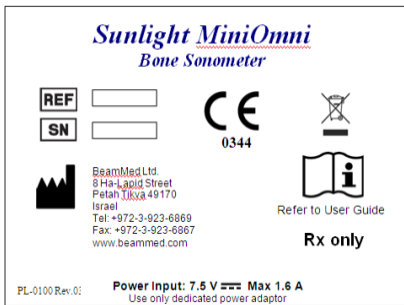 Sunlight MiniOmni
Bone Sonometer
REF
SN
CE
0344
BeamMed Ltd.
8 Ha-Lapid Street
Petah Tikva 49170
Israel
Tel: +972-3-923-6869
Fax: +972-3-923-6867
www.beammed.com
i
Refer to User Guide
Rx only
PL-0100 Rev.03
Power Input: 7.5 V ⎓ Max 1.6 A
Use only dedicated power adaptor